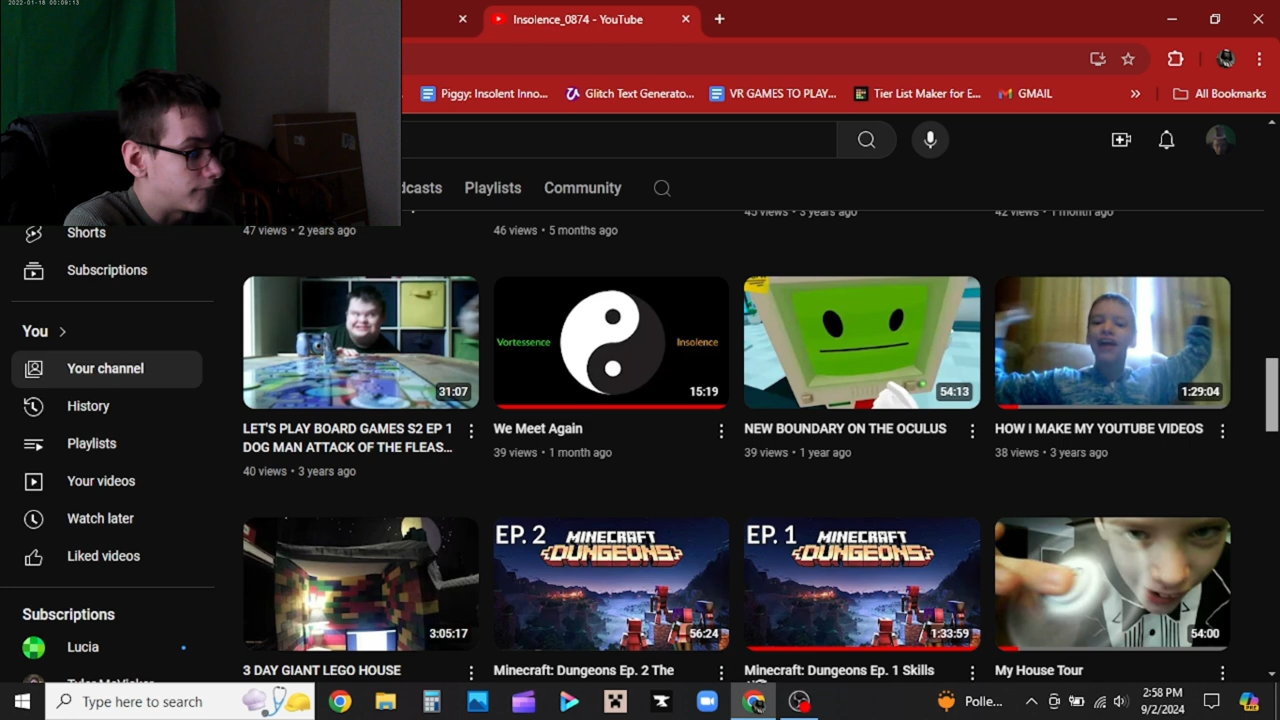 2022-01-18 00:09:13
Insolence_0874 - YouTube
Piggy: Insolent Inno...
Glitch Text Generato...
VR GAMES TO PLAY...
Tier List Maker for E...
GMAIL
All Bookmarks
Playlists
Community
47 views • 2 years ago
46 views • 5 months ago
45 views • 3 years ago
42 views • 1 month ago
Shorts
Subscriptions
You
Your channel
History
Playlists
Your videos
Watch later
Liked videos
Subscriptions
Lucia
31:07
LET'S PLAY BOARD GAMES S2 EP 1
DOG MAN ATTACK OF THE FLEAS...
40 views • 3 years ago
Vortessence
Insolence
15:19
We Meet Again
39 views • 1 month ago
54:13
NEW BOUNDARY ON THE OCULUS
39 views • 1 year ago
1:29:04
HOW I MAKE MY YOUTUBE VIDEOS
38 views • 3 years ago
3:05:17
3 DAY GIANT LEGO HOUSE
EP. 2
MINECRAFT
DUNGEONS
56:24
Minecraft: Dungeons Ep. 2 The
EP. 1
MINECRAFT
DUNGEONS
1:33:59
Minecraft: Dungeons Ep. 1 Skills
54:00
My House Tour
Type here to search
Polle...
2:58 PM
9/2/2024